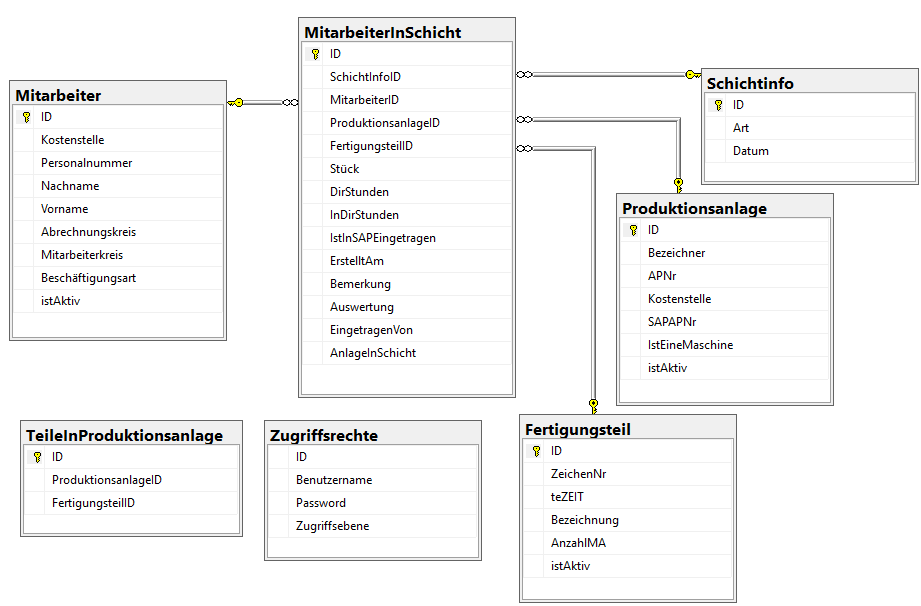 MitarbeiterInSchicht
ID
SchichtInfoID
MitarbeiterID
ProduktionsanlageID
FertigungsteilID
Stück
DirStunden
InDirStunden
IstInSAPEingetragen
ErstelltAm
Bemerkung
Auswertung
EingetragenVon
AnlageInSchicht
Mitarbeiter
ID
Kostenstelle
Personalnummer
Nachname
Vorname
Abrechnungskreis
Mitarbeiterkreis
Beschäftigungsart
istAktiv
Schichtinfo
ID
Art
Datum
Produktionsanlage
ID
Bezeichner
APNr
Kostenstelle
SAPAPNr
IstEineMaschine
istAktiv
TeileInProduktionsanlage
ID
ProduktionsanlageID
FertigungsteilID
Zugriffsrechte
ID
Benutzername
Password
Zugriffsebene
Fertigungsteil
ID
ZeichenNr
teZEIT
Bezeichnung
AnzahlMA
istAktiv